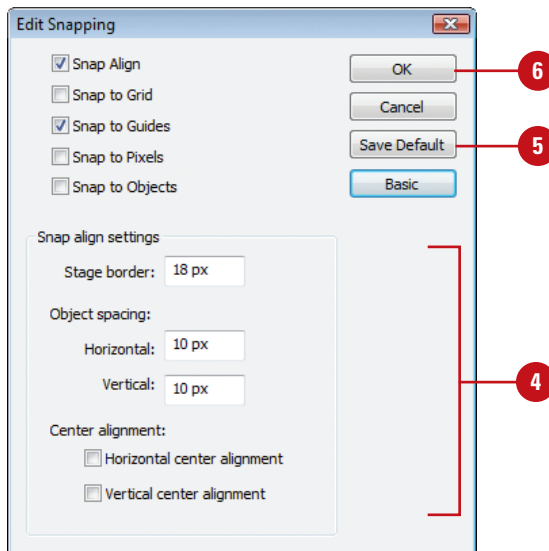 Edit Snapping
Snap Align
OK
6
Snap to Grid
Cancel
Snap to Guides
Save Default
5
Snap to Pixels
Snap to Objects
Basic
Snap align settings
Stage border: 18 px
Object spacing:
Horizontal: 10 px
Vertical: 10 px
4
Center alignment:
Horizontal center alignment
Vertical center alignment